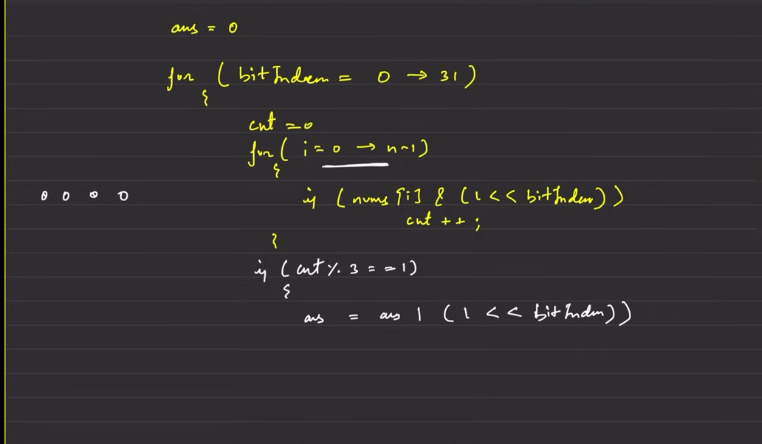 ans = 0
for ( bitIndex = 0 → 31 )
{
cnt = 0
for ( i = 0 → n-1 )
{
0 0 0 0 if ( nums [i] & ( 1 << bitIndex ) )
cnt ++ ;
}
if ( cnt % 3 == 1 )
{
ans = ans | ( 1 << bitIndex ) )